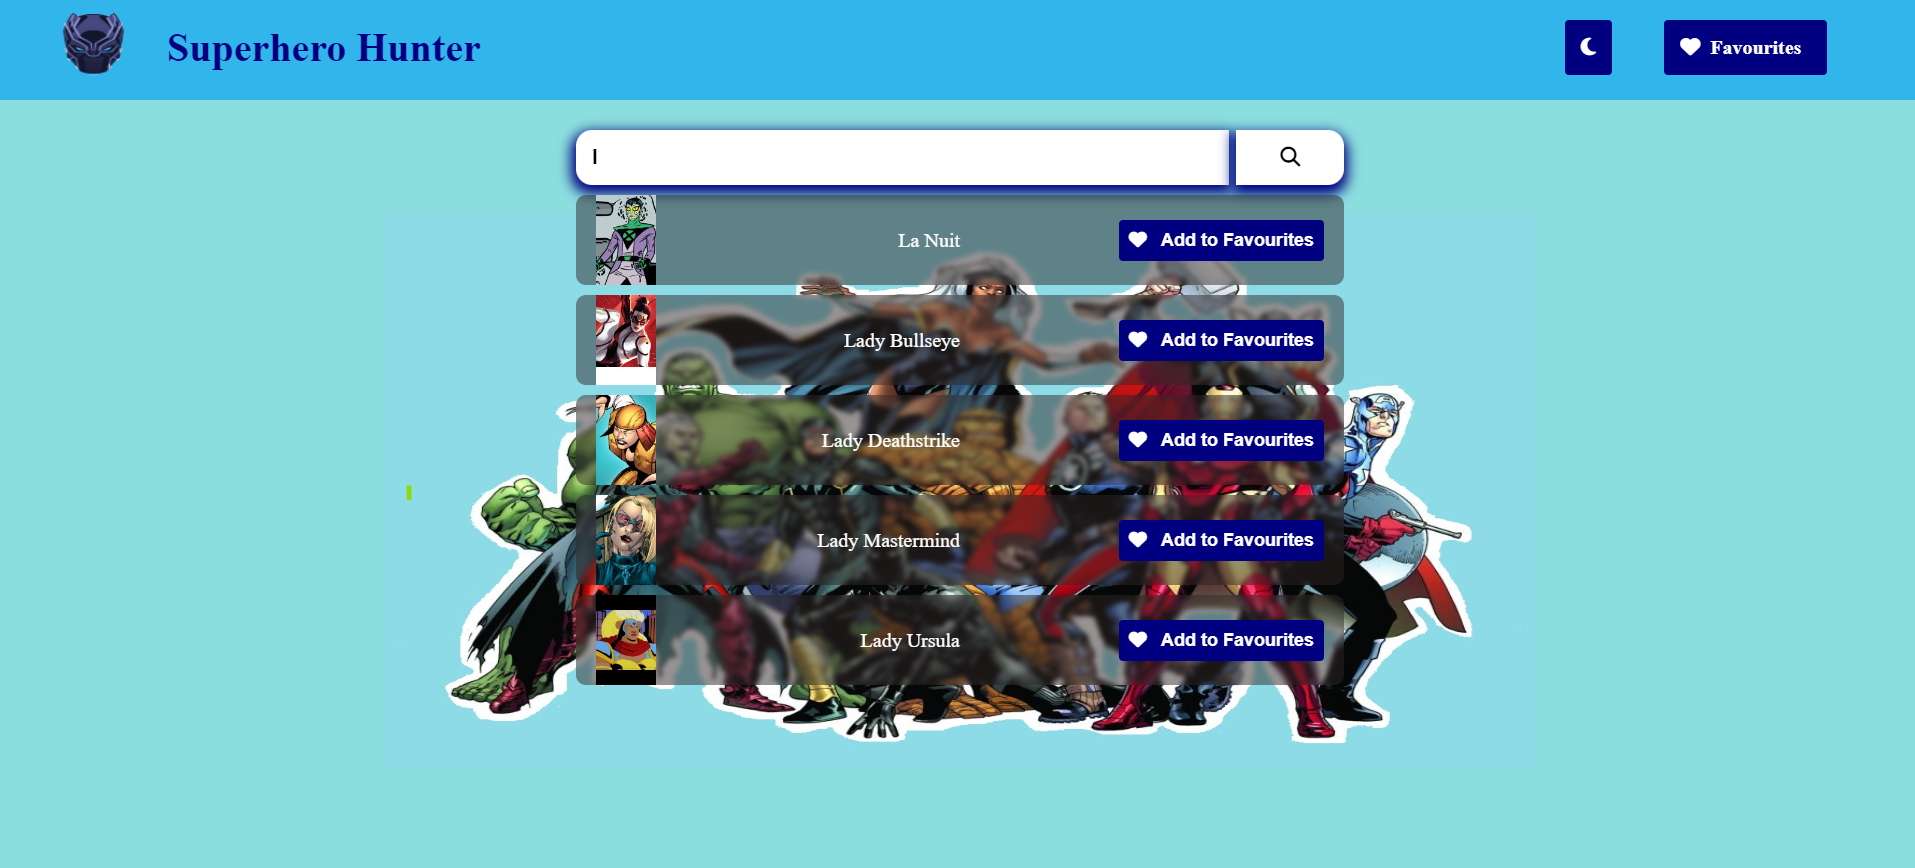 Superhero Hunter
Favourites
l
La Nuit
Add to Favourites
Lady Bullseye
Add to Favourites
Lady Deathstrike
Add to Favourites
Lady Mastermind
Add to Favourites
Lady Ursula
Add to Favourites